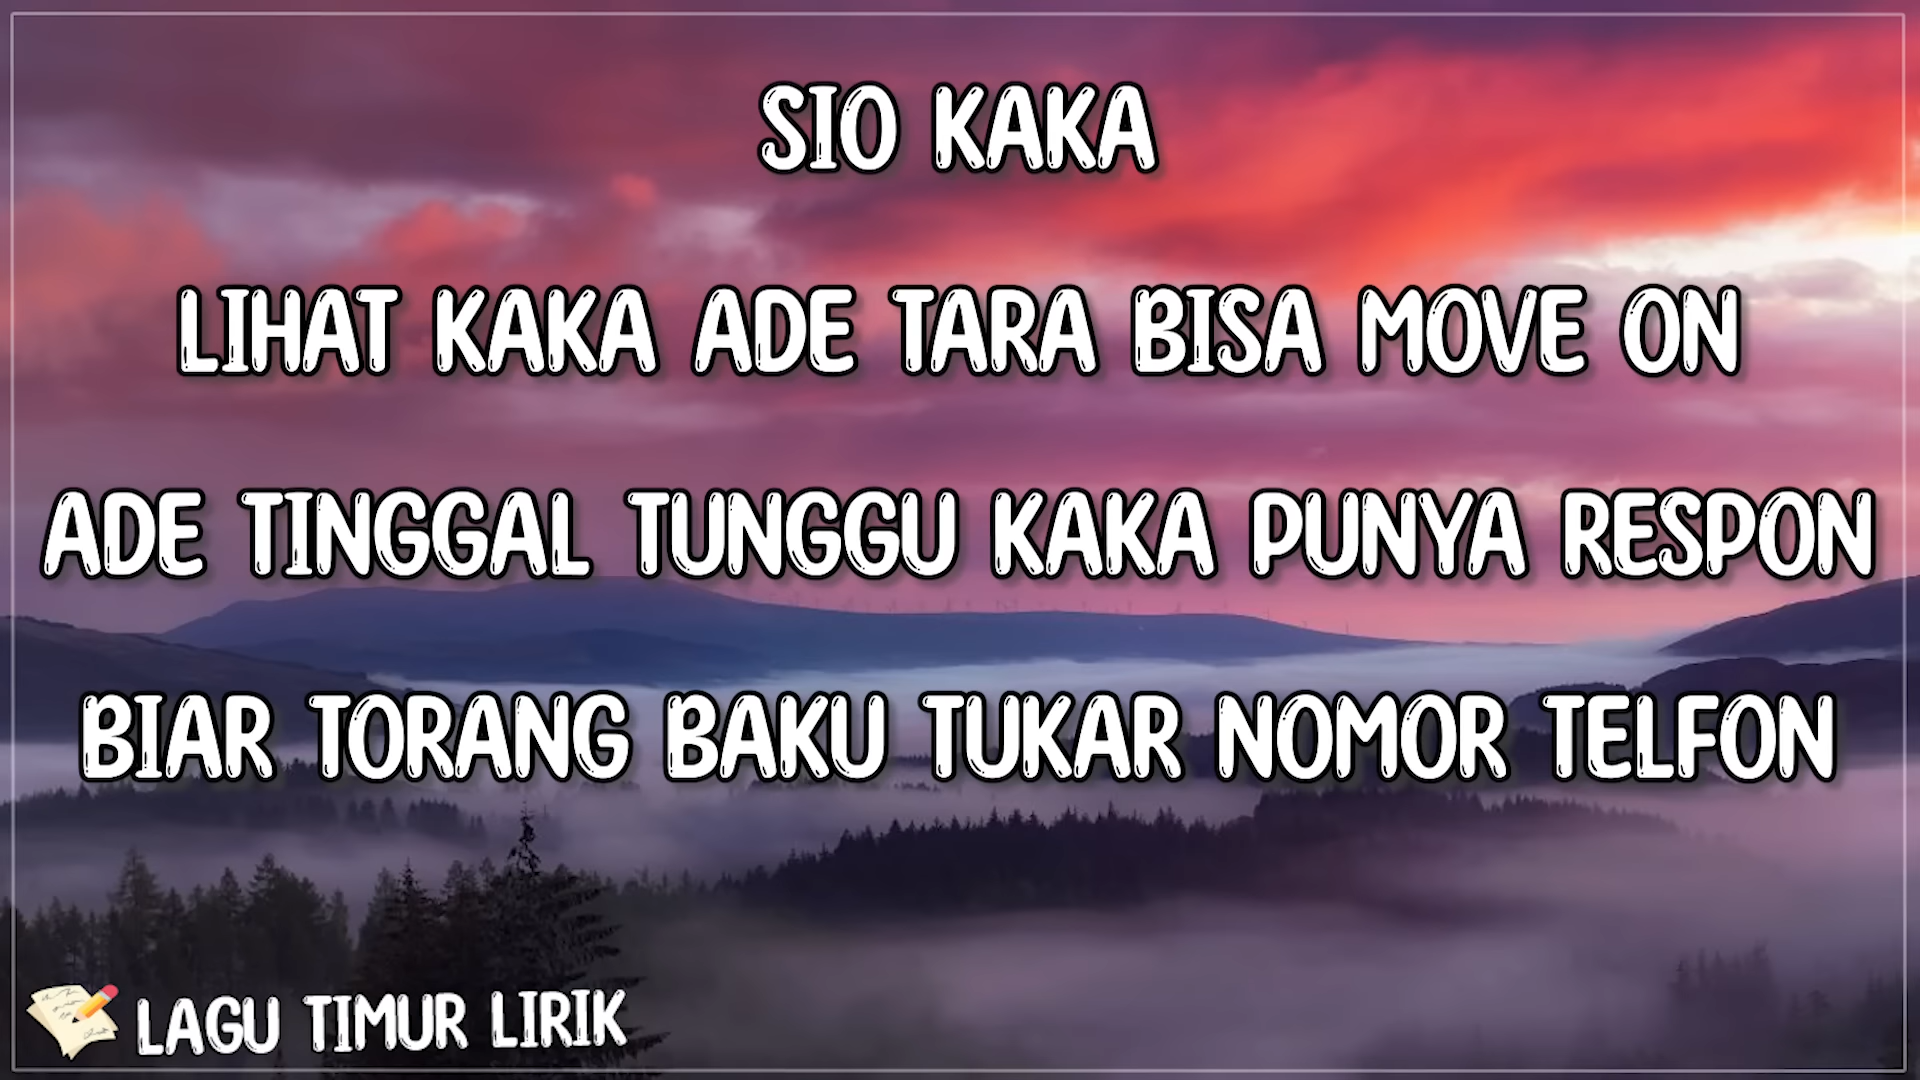 SIO KAKA
LIHAT KAKA ADE TARA BISA MOVE ON
ADE TINGGAL TUNGGU KAKA PUNYA RESPON
BIAR TORANG BAKU TUKAR NOMOR TELFON
LAGU TIMUR LIRIK